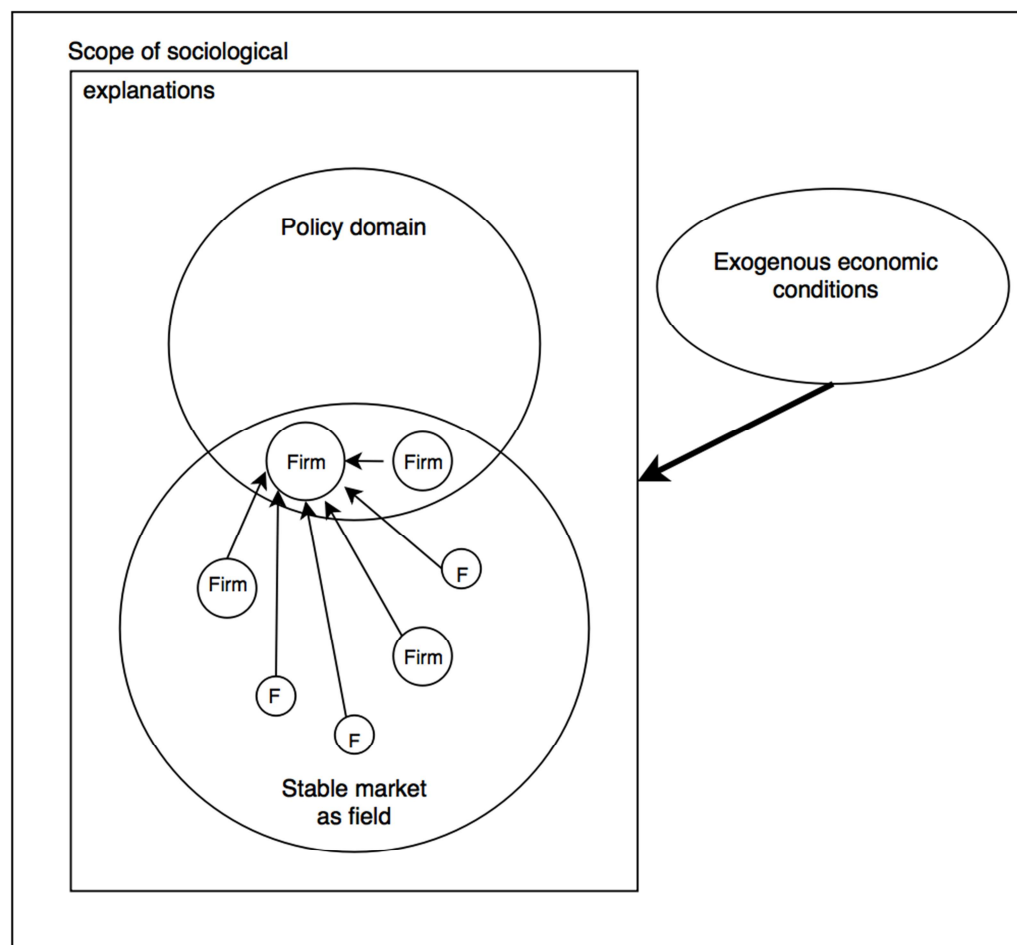 Scope of sociological
explanations
Policy domain
Exogenous economic
conditions
Firm
Firm
Firm
F
Firm
F
F
Stable market
as field